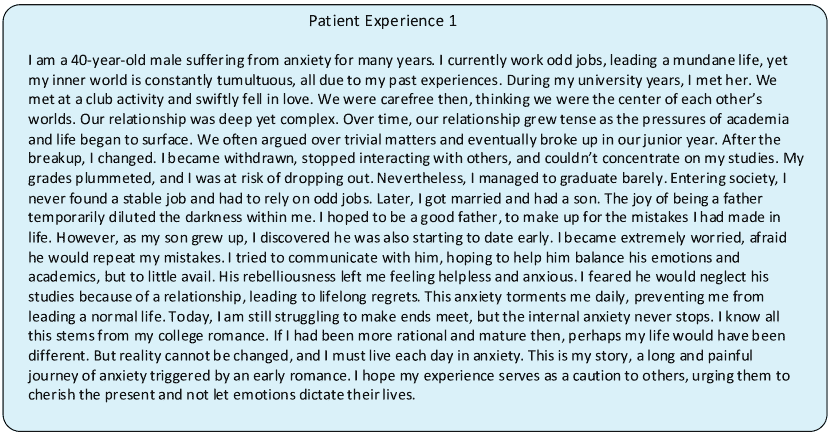 Patient Experience 1
I am a 40-year-old male suffering from anxiety for many years. I currently work odd jobs, leading a mundane life, yet
my inner world is constantly tumultuous, all due to my past experiences. During my university years, I met her. We
met at a club activity and swiftly fell in love. We were carefree then, thinking we were the center of each other's
worlds. Our relationship was deep yet complex. Over time, our relationship grew tense as the pressures of academia
and life began to surface. We often argued over trivial matters and eventually broke up in our junior year. After the
breakup, I changed. I became withdrawn, stopped interacting with others, and couldn't concentrate on my studies. My
grades plummeted, and I was at risk of dropping out. Nevertheless, I managed to graduate barely. Entering society, I
never found a stable job and had to rely on odd jobs. Later, I got married and had a son. The joy of being a father
temporarily diluted the darkness within me. I hoped to be a good father, to make up for the mistakes I had made in
life. However, as my son grew up, I discovered he was also starting to date early. I became extremely worried, afraid
he would repeat my mistakes. I tried to communicate with him, hoping to help him balance his emotions and
academics, but to little avail. His rebelliousness left me feeling helpless and anxious. I feared he would neglect his
studies because of a relationship, leading to lifelong regrets. This anxiety torments me daily, preventing me from
leading a normal life. Today, I am still struggling to make ends meet, but the internal anxiety never stops. I know all
this stems from my college romance. If I had been more rational and mature then, perhaps my life would have been
different. But reality cannot be changed, and I must live each day in anxiety. This is my story, a long and painful
journey of anxiety triggered by an early romance. I hope my experience serves as a caution to others, urging them to
cherish the present and not let emotions dictate their lives.